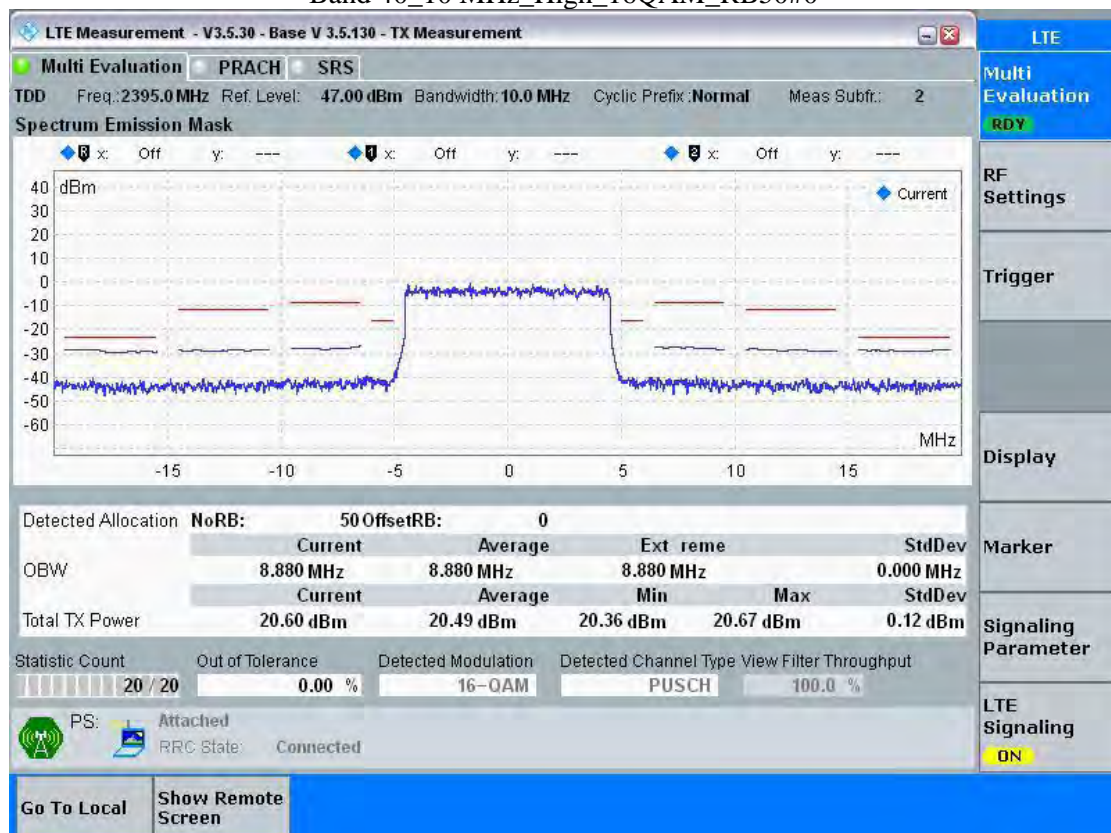 Band 40_10 MHz_High_16QAM_RB50#0
LTE Measurement - V3.5.30 - Base V 3.5.130 - TX Measurement
LTE
Multi Evaluation PRACH SRS
Multi Evaluation
RDY
TDD Freq.:2395.0 MHz Ref. Level: 47.00 dBm Bandwidth:10.0 MHz Cyclic Prefix :Normal Meas Subfr.: 2
Spectrum Emission Mask
R x: Off y: --- 1 x: Off y: --- 2 x: Off y: ---
RF Settings
40 dBm
Current
30
20
10
0
-10
-20
-30
-40
-50
-60
MHz
-15 -10 -5 0 5 10 15
Trigger
Display
Detected Allocation NoRB: 50 OffsetRB: 0
Current Average Ext reme StdDev
OBW 8.880 MHz 8.880 MHz 8.880 MHz 0.000 MHz
Current Average Min Max StdDev
Total TX Power 20.60 dBm 20.49 dBm 20.36 dBm 20.67 dBm 0.12 dBm
Marker
Signaling Parameter
Statistic Count Out of Tolerance Detected Modulation Detected Channel Type View Filter Throughput
20 / 20 0.00 % 16-QAM PUSCH 100.0 %
PS: Attached
RRC State: Connected
LTE Signaling
ON
Go To Local
Show Remote Screen